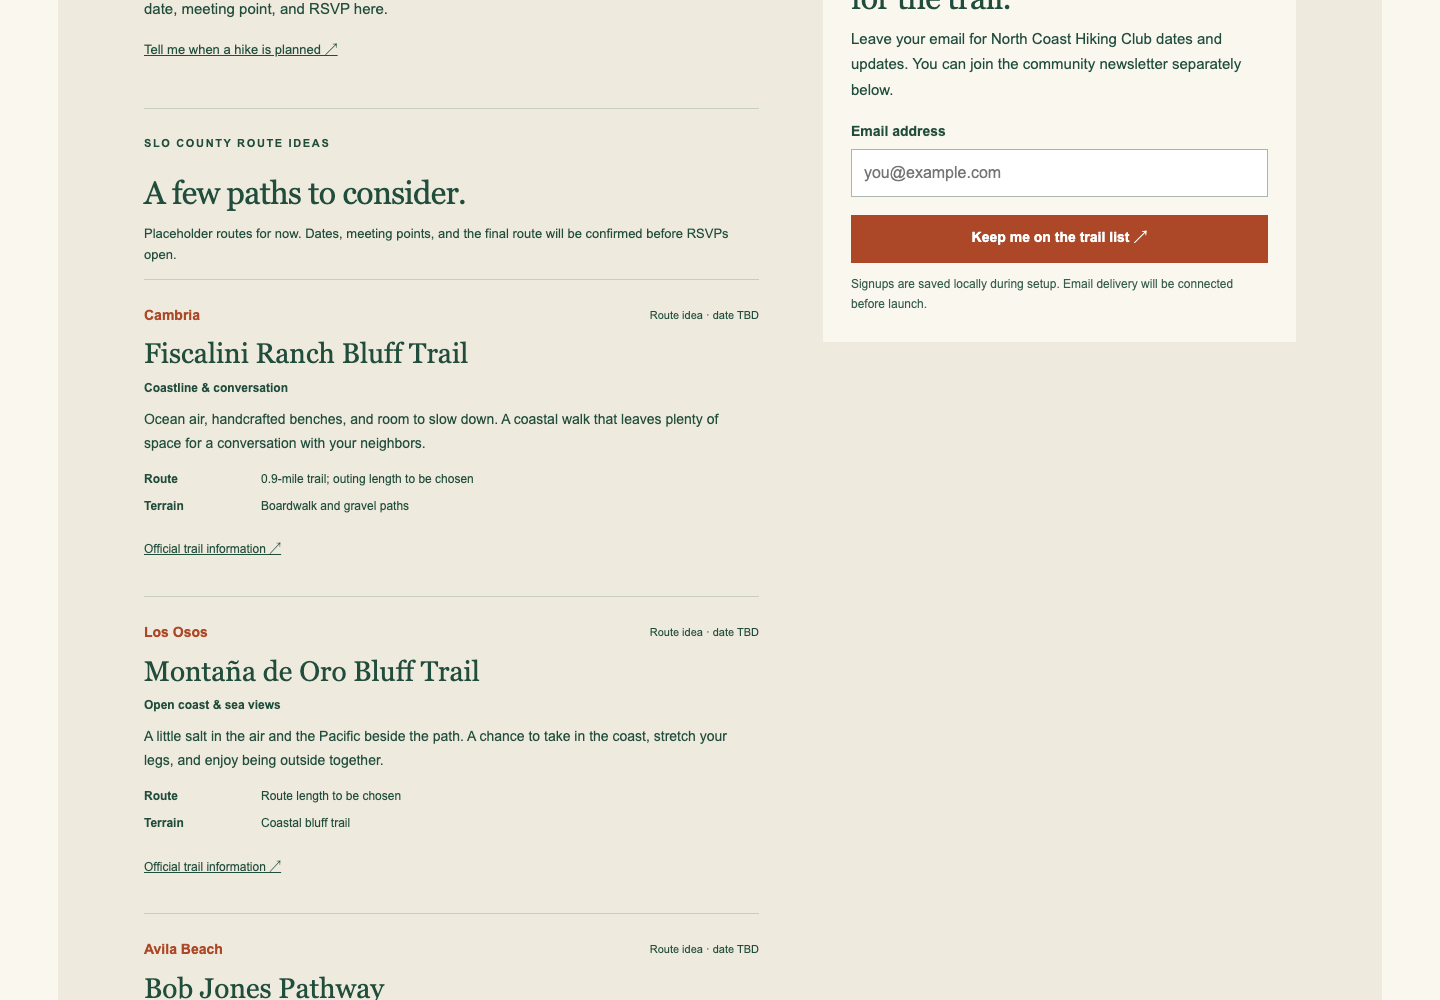 date, meeting point, and RSVP here.
Tell me when a hike is planned ↗
SLO COUNTY ROUTE IDEAS
A few paths to consider.
Placeholder routes for now. Dates, meeting points, and the final route will be confirmed before RSVPs
open.
Cambria
Route idea · date TBD
Fiscalini Ranch Bluff Trail
Coastline & conversation
Ocean air, handcrafted benches, and room to slow down. A coastal walk that leaves plenty of
space for a conversation with your neighbors.
Route 0.9-mile trail; outing length to be chosen
Terrain Boardwalk and gravel paths
Official trail information ↗
Los Osos
Route idea · date TBD
Montaña de Oro Bluff Trail
Open coast & sea views
A little salt in the air and the Pacific beside the path. A chance to take in the coast, stretch your
legs, and enjoy being outside together.
Route Route length to be chosen
Terrain Coastal bluff trail
Official trail information ↗
Avila Beach
Route idea · date TBD
Bob Jones Pathway
for the trail.
Leave your email for North Coast Hiking Club dates and
updates. You can join the community newsletter separately
below.
Email address
you@example.com
Keep me on the trail list ↗
Signups are saved locally during setup. Email delivery will be connected
before launch.